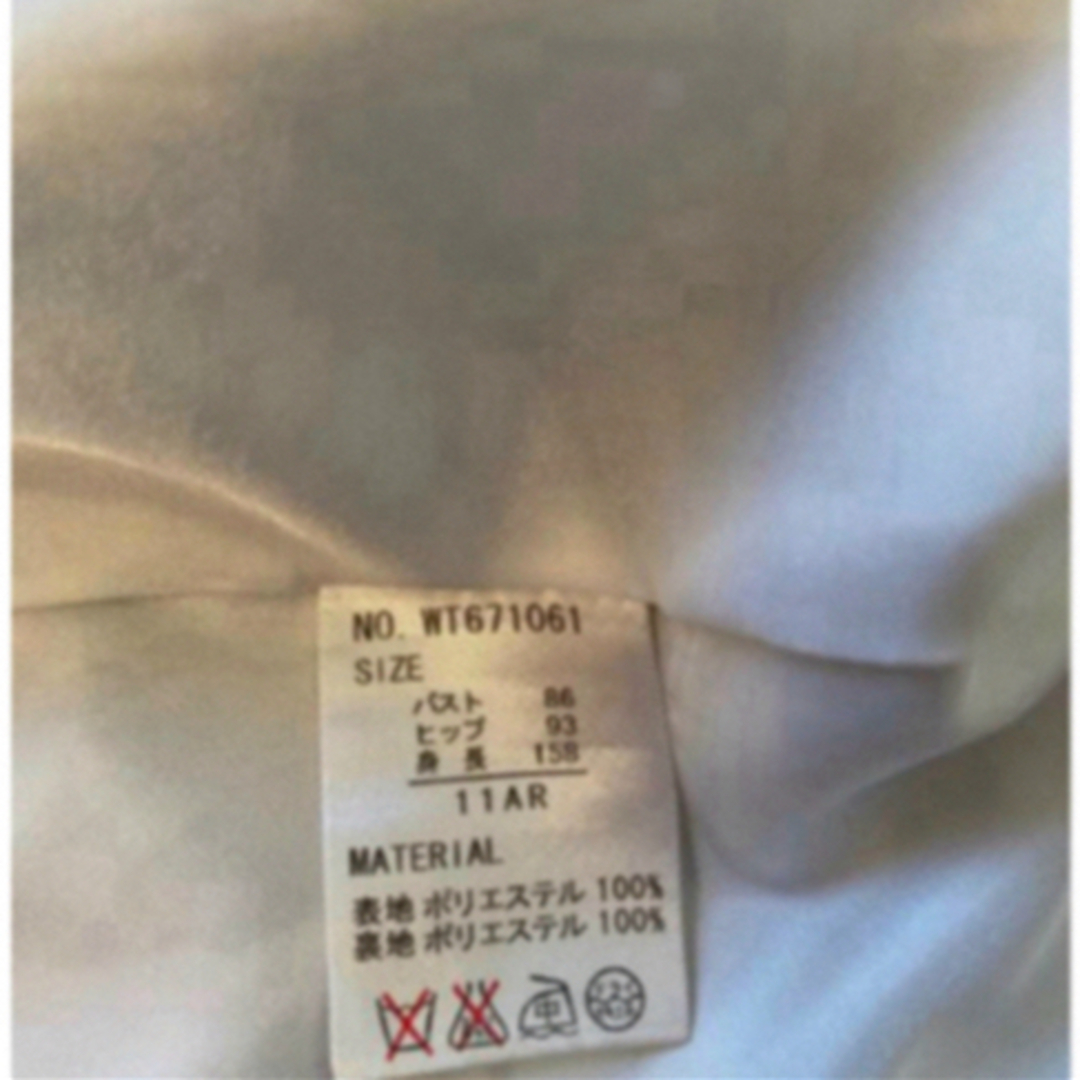 NO. WT671061
SIZE
バスト 86
ヒップ 93
身 長 158
11AR
MATERIAL
表地 ポリエステル 100%
裏地 ポリエステル 100%
中